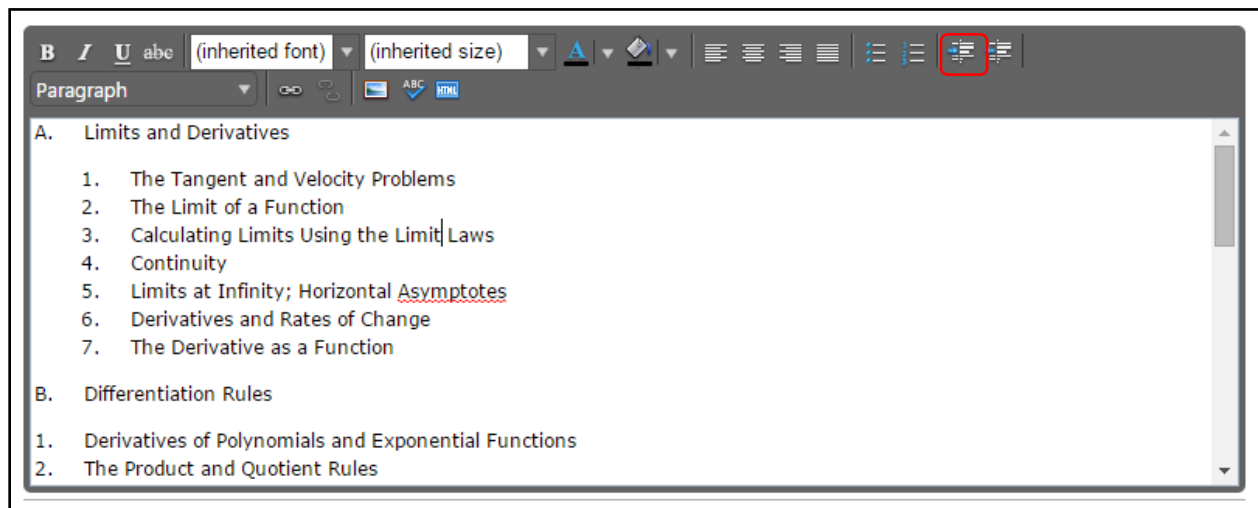 B I U abc (inherited font) (inherited size) A
Paragraph ABC HTML
A. Limits and Derivatives
1. The Tangent and Velocity Problems
2. The Limit of a Function
3. Calculating Limits Using the Limit Laws
4. Continuity
5. Limits at Infinity; Horizontal Asymptotes
6. Derivatives and Rates of Change
7. The Derivative as a Function
B. Differentiation Rules
1. Derivatives of Polynomials and Exponential Functions
2. The Product and Quotient Rules